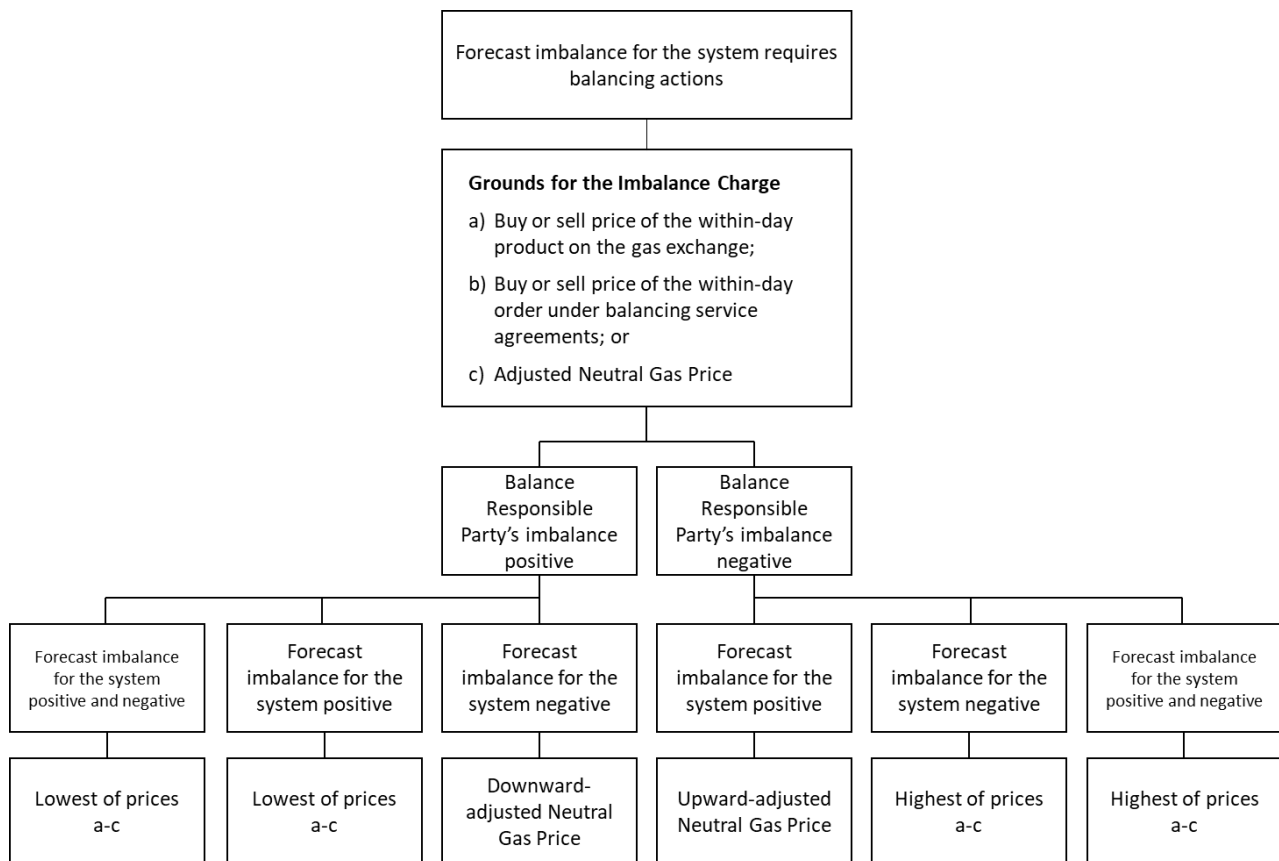 Forecast imbalance for the system requires
balancing actions
Grounds for the Imbalance Charge
a) Buy or sell price of the within-day
product on the gas exchange;
b) Buy or sell price of the within-day
order under balancing service
agreements; or
c) Adjusted Neutral Gas Price
Balance
Responsible
Party’s imbalance
positive
Balance
Responsible
Party’s imbalance
negative
Forecast imbalance
for the system
positive and negative
Forecast
imbalance for the
system positive
Forecast
imbalance for the
system negative
Forecast
imbalance for the
system positive
Forecast
imbalance for the
system negative
Forecast imbalance
for the system
positive and negative
Lowest of prices
a-c
Lowest of prices
a-c
Downward-
adjusted Neutral
Gas Price
Upward-adjusted
Neutral Gas Price
Highest of prices
a-c
Highest of prices
a-c